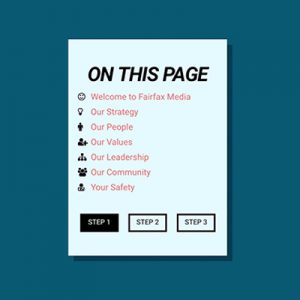 ON THIS PAGE
Welcome to Fairfax Media
Our Strategy
Our People
Our Values
Our Leadership
Our Community
Your Safety
STEP 1 STEP 2 STEP 3